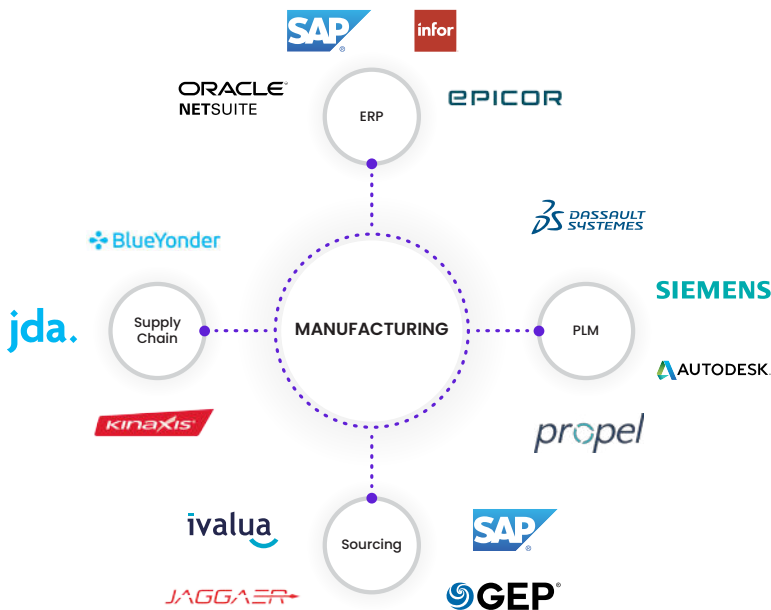 SAP
infor
ORACLE
NETSUITE
ERP
EPICOR
DASSAULT
SYSTEMES
BlueYonder
SIEMENS
jda.
Supply
Chain
MANUFACTURING
PLM
AUTODESK
KINAXIS
propel
ivalua
SAP
Sourcing
JAGGAER
GEP